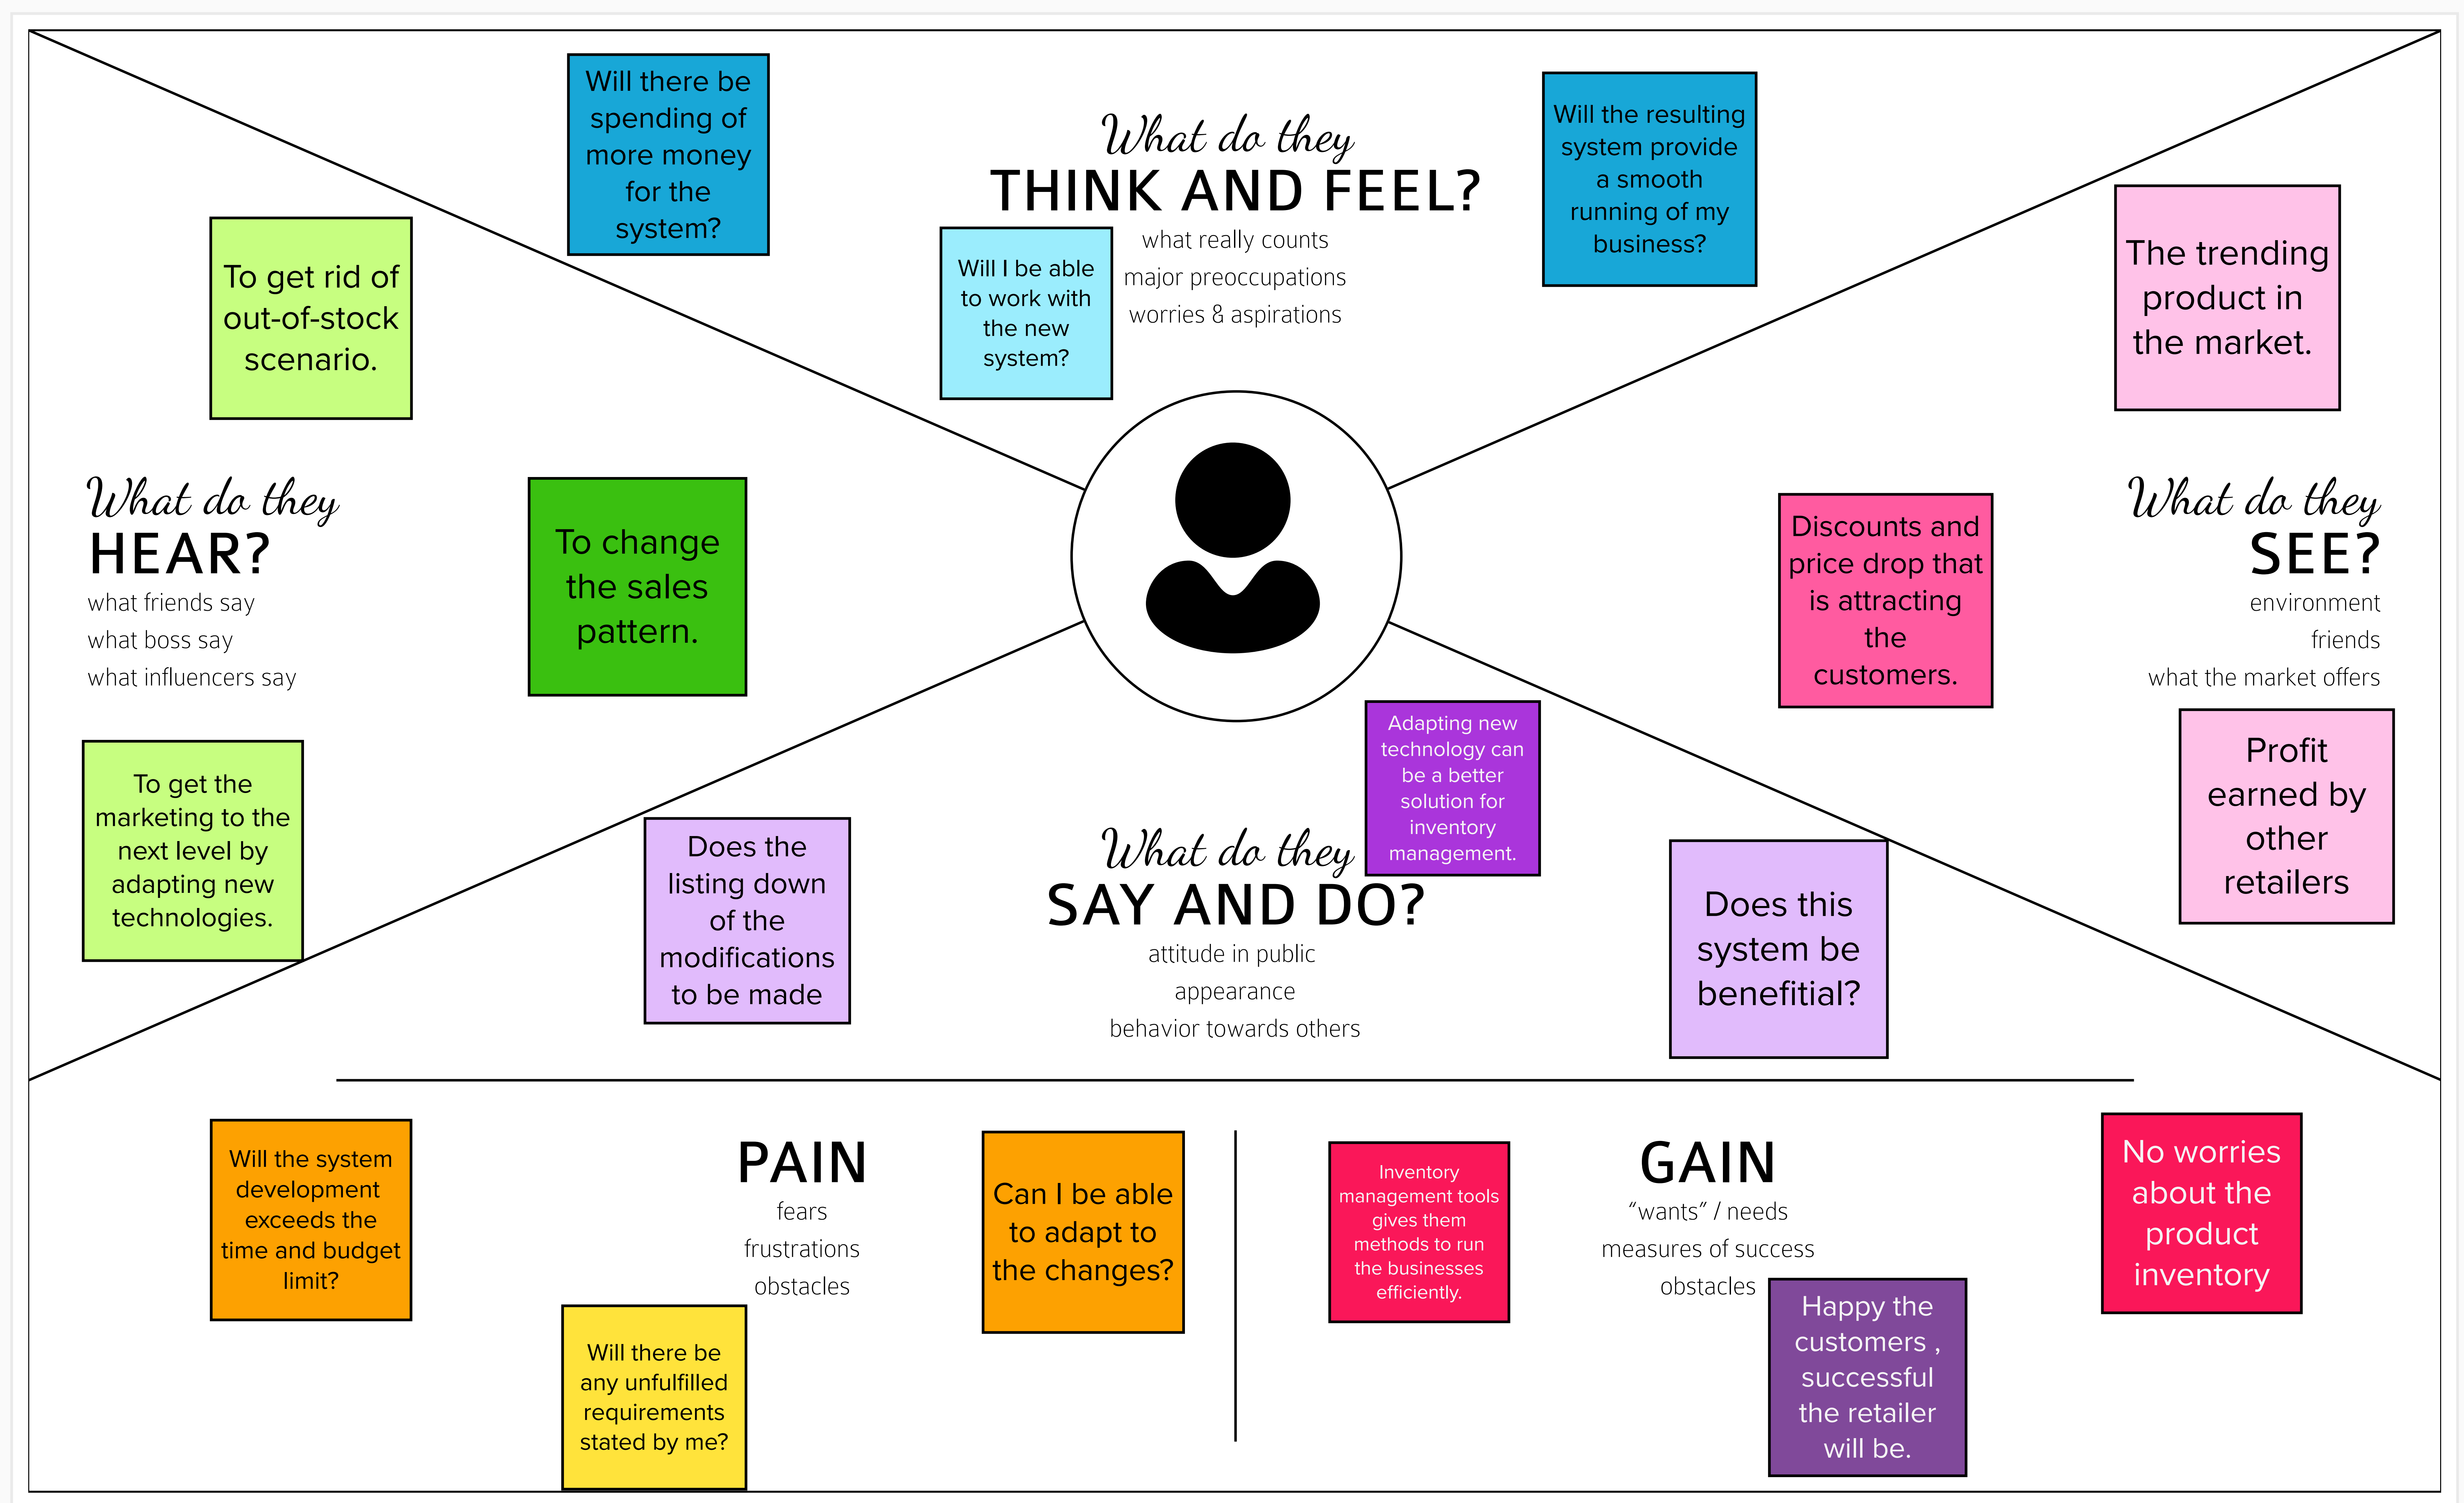 Will there be
spending of
more money
for the
system?
What do they
THINK AND FEEL?
what really counts
major preoccupations
worries & aspirations
Will I be able
to work with
the new
system?
Will the resulting
system provide
a smooth
running of my
business?
To get rid of
out-of-stock
scenario.
What do they
HEAR?
what friends say
what boss say
what influencers say
To change
the sales
pattern.
To get the
marketing to the
next level by
adapting new
technologies.
The trending
product in
the market.
What do they
SEE?
environment
friends
what the market offers
Discounts and
price drop that
is attracting
the
customers.
Profit
earned by
other
retailers
Does the
listing down
of the
modifications
to be made
What do they
SAY AND DO?
attitude in public
appearance
behavior towards others
Adapting new
technology can
be a better
solution for
inventory
management.
Does this
system be
benefitial?
Will the system
development
exceeds the
time and budget
limit?
PAIN
fears
frustrations
obstacles
Will there be
any unfulfilled
requirements
stated by me?
Can I be able
to adapt to
the changes?
Inventory
management tools
gives them
methods to run
the businesses
efficiently.
GAIN
“wants” / needs
measures of success
obstacles
Happy the
customers ,
successful
the retailer
will be.
No worries
about the
product
inventory